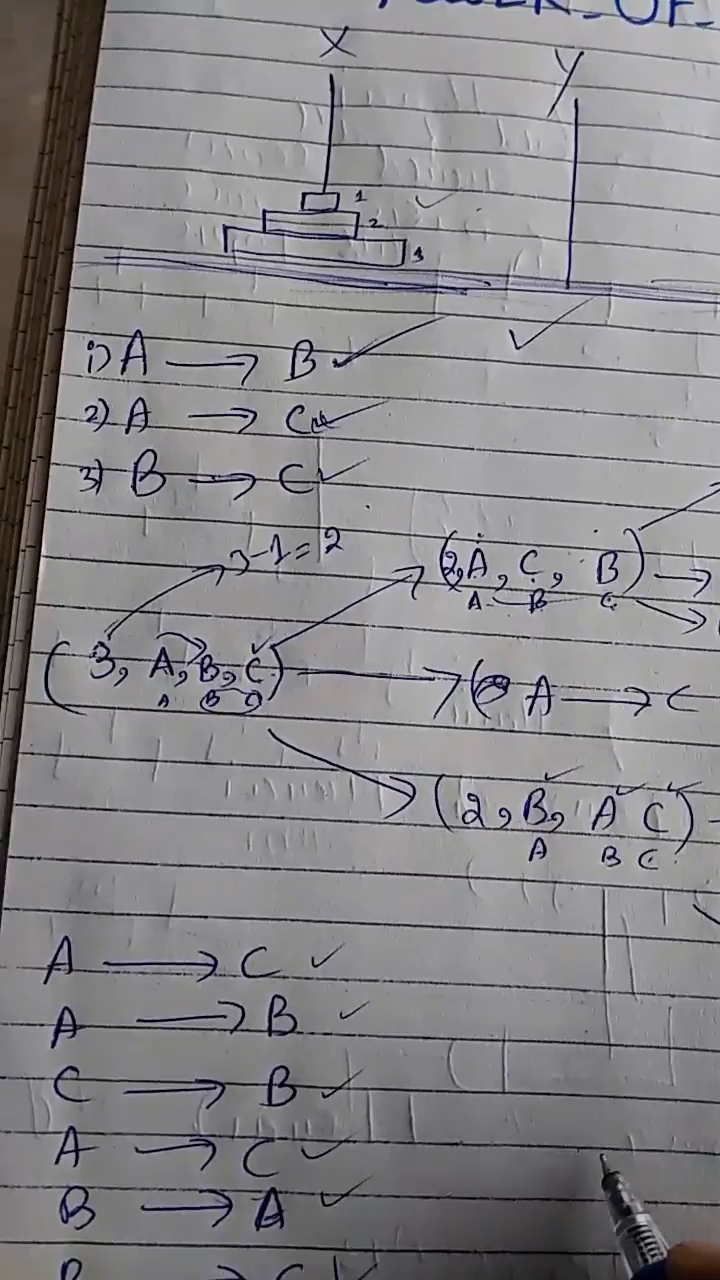 X
Y
1
2
3
1) A → B ✓
2) A → C ✓
3) B → C ✓
3-1=2
(2, A, C, B) →
A B C
(3, A, B, C) → ( A → C
A B C
(2, B, A C)
A B C
A → C ✓
A → B ✓
C → B ✓
A → C ✓
B → A ✓
B → C ✓